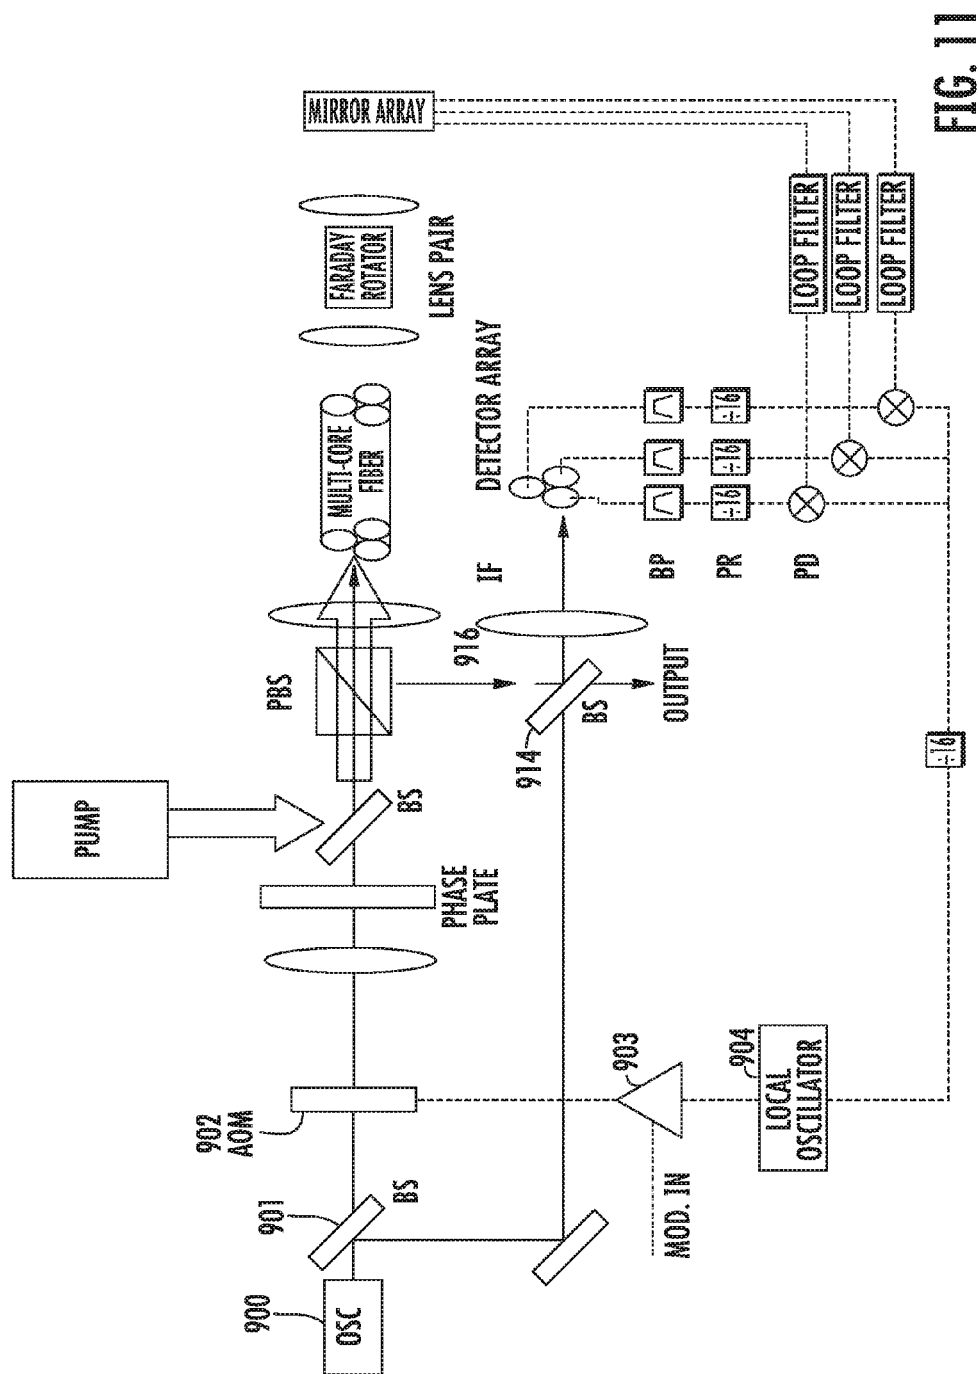 FIG. 11
MIRROR ARRAY
FARADAY
ROTATOR
LENS PAIR
MULTI-CORE
FIBER
PBS
PUMP
BS
PHASE
PLATE
902
AOM
901
BS
900
OSC
DETECTOR ARRAY
IF
916
914
BS
OUTPUT
BP
PR
PD
÷16
÷16
÷16
LOOP FILTER
LOOP FILTER
LOOP FILTER
÷16
903
MOD. IN
904
LOCAL
OSCILLATOR